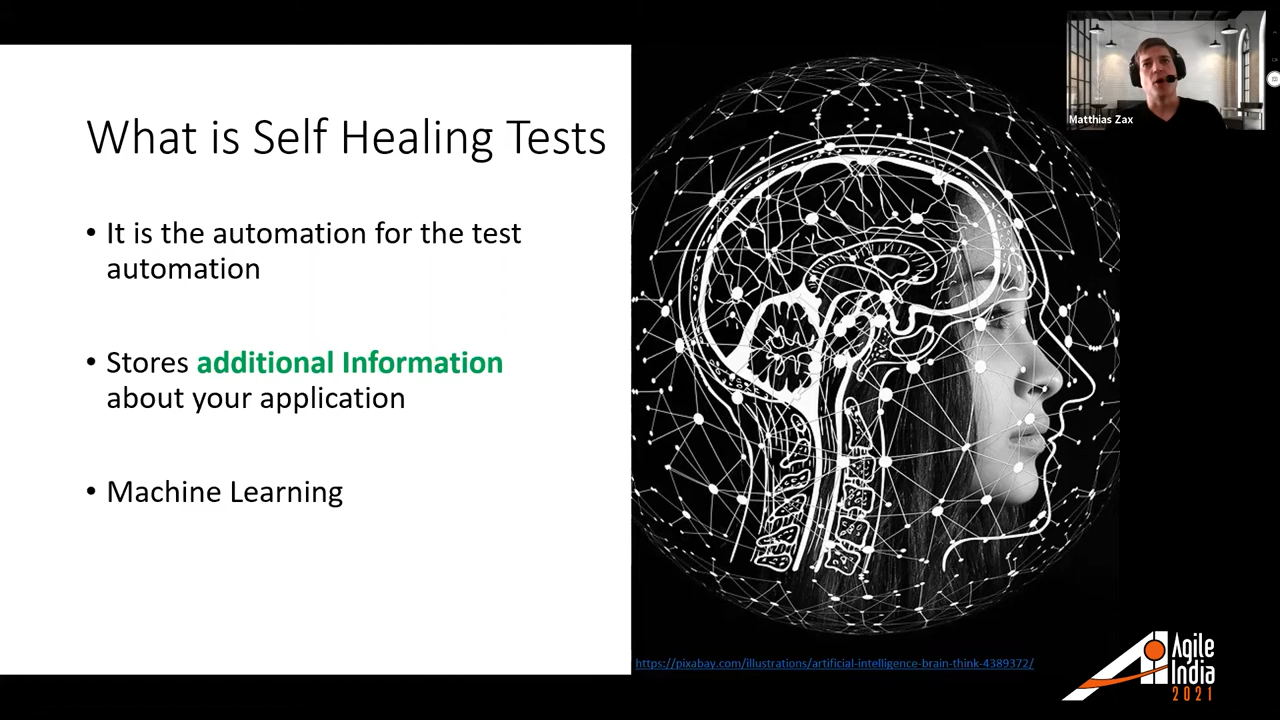 What is Self Healing Tests
• It is the automation for the test
automation
• Stores additional Information
about your application
• Machine Learning
Matthias Zax
https://pixabay.com/illustrations/artificial-intelligence-brain-think-4389372/
Agile
India
2021